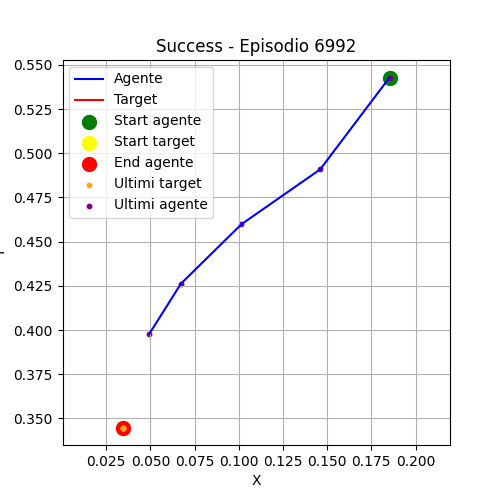 Success - Episodio 6992
Agente
Target
Start agente
Start target
End agente
Ultimi target
Ultimi agente
0.550
0.525
0.500
0.475
0.450
0.425
0.400
0.375
0.350
0.025 0.050 0.075 0.100 0.125 0.150 0.175 0.200
X